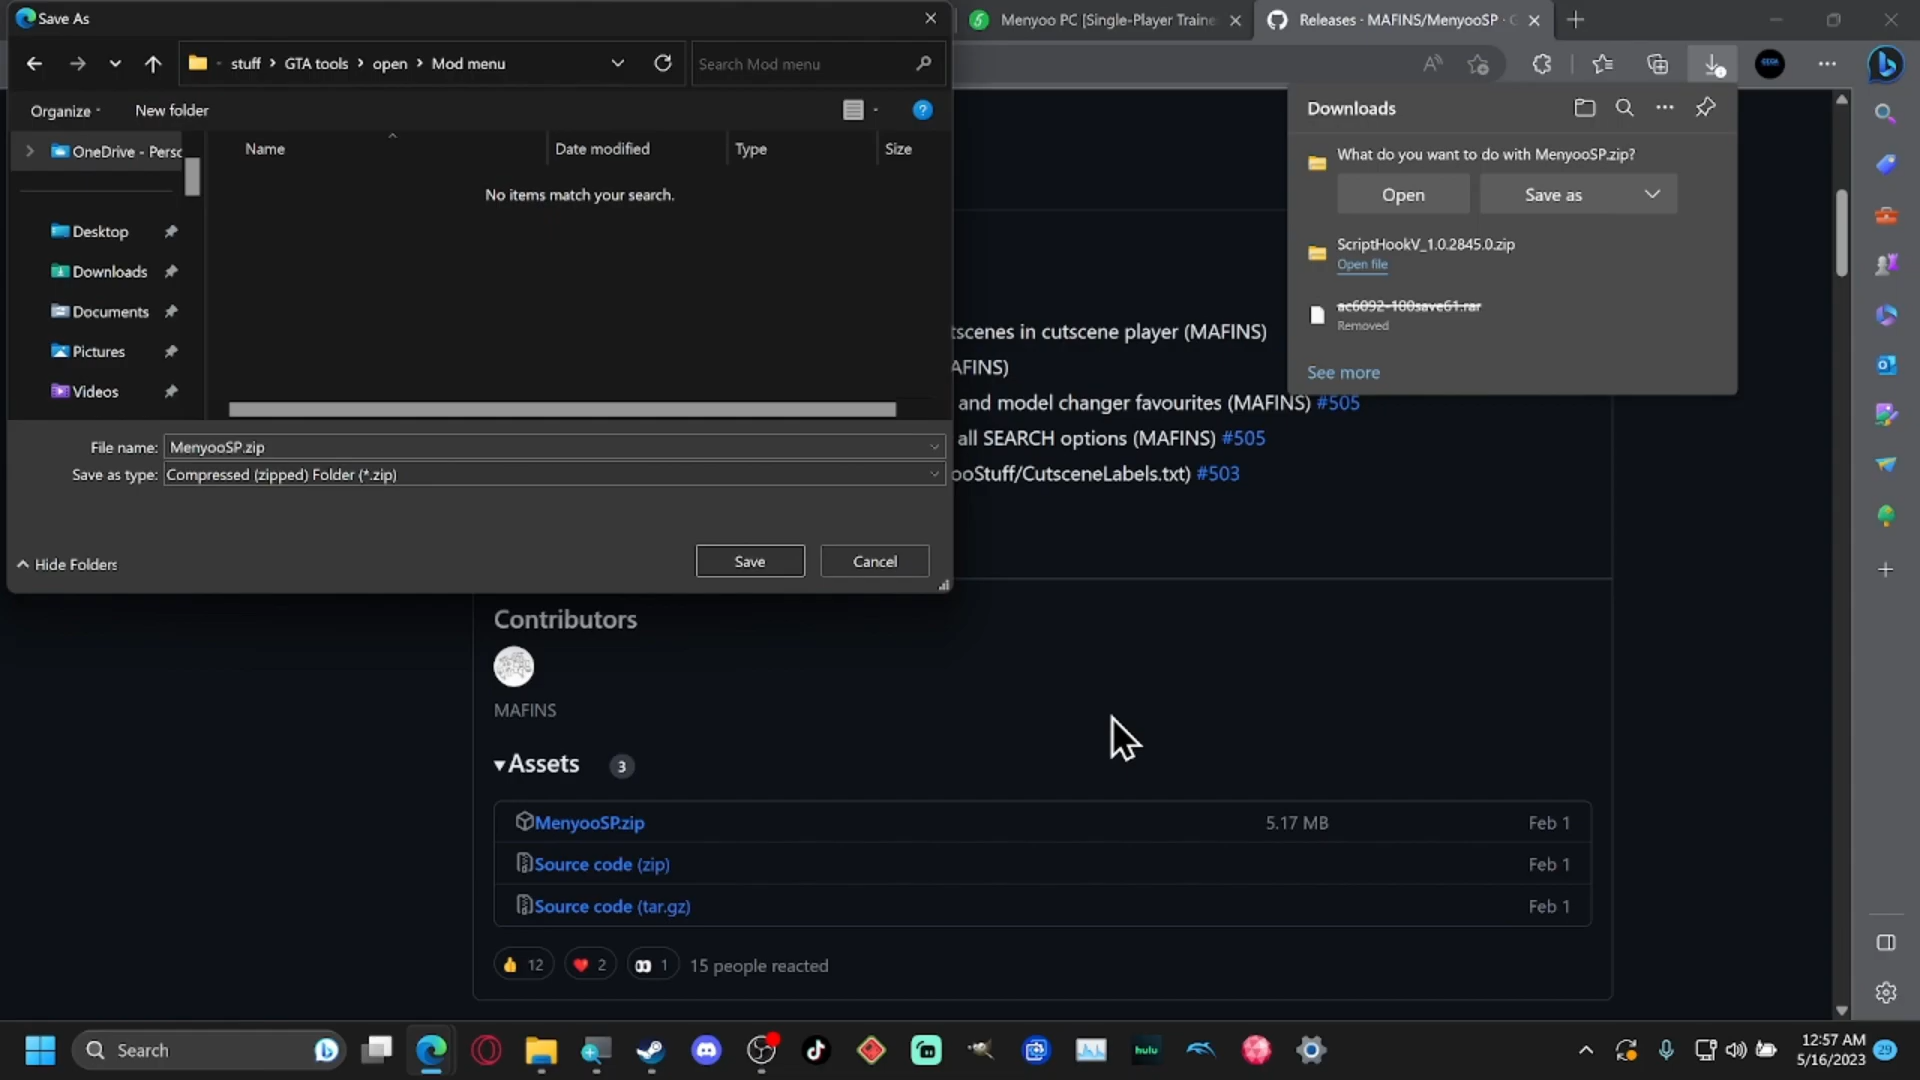 Save As
Menyoo PC [Single-Player Traine
Releases · MAFINS/MenyooSP ·
stuff > GTA tools > open > Mod menu
Search Mod menu
Organize
New folder
Name
Date modified
Type
Size
OneDrive - Perso
No items match your search.
Desktop
Downloads
Documents
Pictures
Videos
File name: MenyooSP.zip
Save as type: Compressed (zipped) Folder (*.zip)
Hide Folders
Save
Cancel
Downloads
What do you want to do with MenyooSP.zip?
Open
Save as
ScriptHookV_1.0.2845.0.zip
Open file
ac6092-100save61.rar
Removed
See more
tscenes in cutscene player (MAFINS)
AFINS)
and model changer favourites (MAFINS) #505
all SEARCH options (MAFINS) #505
ooStuff/CutsceneLabels.txt) #503
Contributors
MAFINS
Assets 3
MenyooSP.zip 5.17 MB Feb 1
Source code (zip) Feb 1
Source code (tar.gz) Feb 1
12 2 1 15 people reacted
Search
hulu
12:57 AM
5/16/2023
29